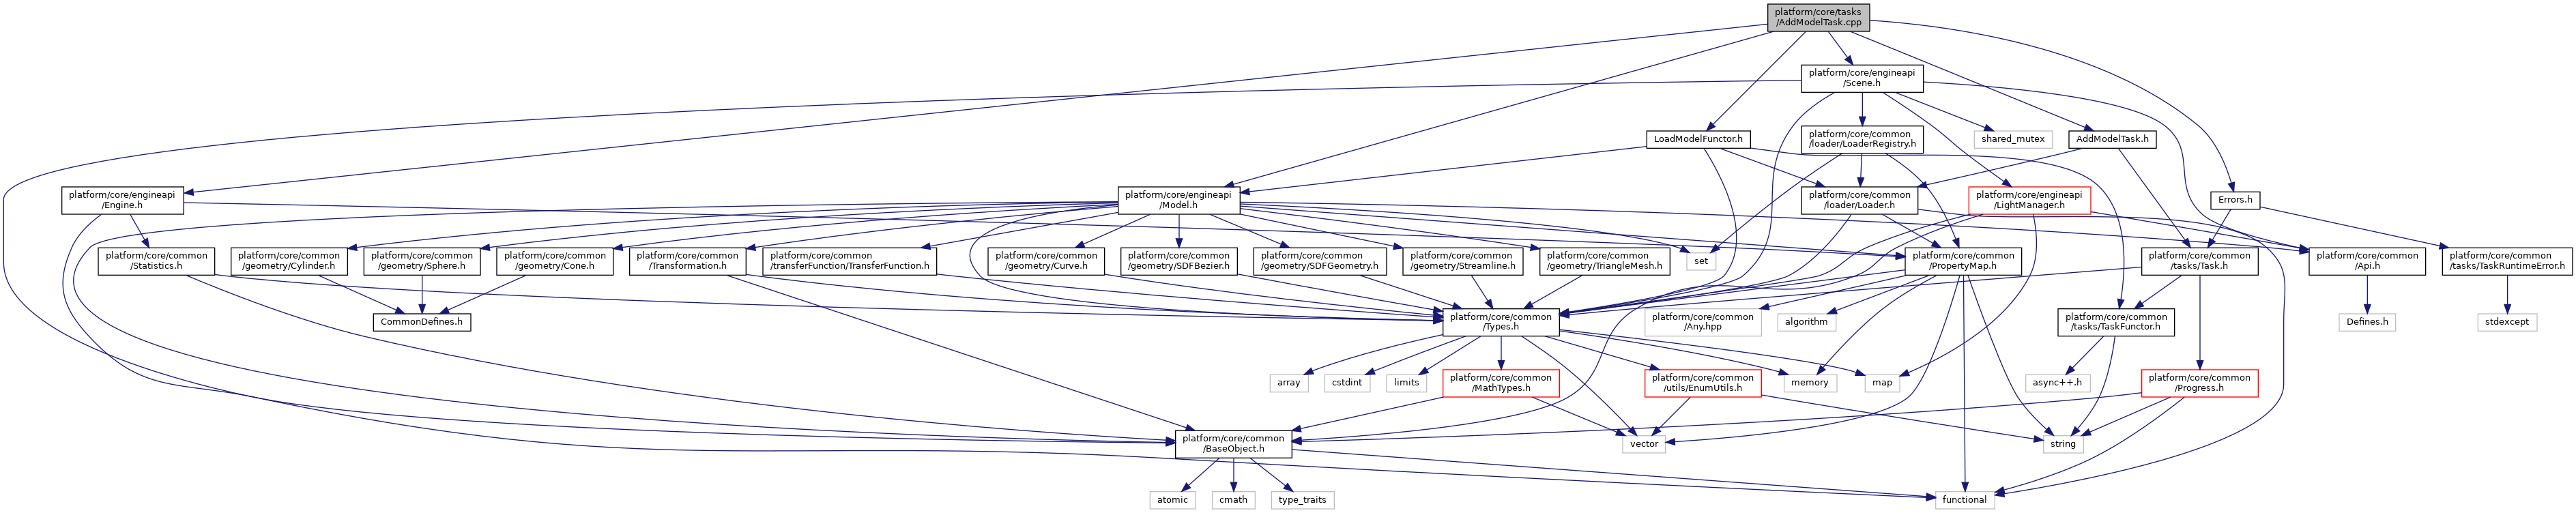 platform/core/tasks
/AddModelTask.cpp
platform/core/engineapi
/Scene.h
LoadModelFunctor.h
platform/core/common
/loader/LoaderRegistry.h
shared_mutex
AddModelTask.h
platform/core/engineapi
/Engine.h
platform/core/engineapi
/Model.h
platform/core/common
/loader/Loader.h
platform/core/engineapi
/LightManager.h
Errors.h
platform/core/common
/Statistics.h
platform/core/common
/geometry/Cylinder.h
platform/core/common
/geometry/Sphere.h
platform/core/common
/geometry/Cone.h
platform/core/common
/Transformation.h
platform/core/common
/transferFunction/TransferFunction.h
platform/core/common
/geometry/Curve.h
platform/core/common
/geometry/SDFBezier.h
platform/core/common
/geometry/SDFGeometry.h
platform/core/common
/geometry/Streamline.h
platform/core/common
/geometry/TriangleMesh.h
set
platform/core/common
/PropertyMap.h
platform/core/common
/tasks/Task.h
platform/core/common
/Api.h
platform/core/common
/tasks/TaskRuntimeError.h
CommonDefines.h
platform/core/common
/Types.h
platform/core/common
/Any.hpp
algorithm
platform/core/common
/tasks/TaskFunctor.h
Defines.h
stdexcept
array
cstdint
limits
platform/core/common
/MathTypes.h
platform/core/common
/utils/EnumUtils.h
memory
map
async++.h
platform/core/common
/Progress.h
platform/core/common
/BaseObject.h
vector
string
atomic
cmath
type_traits
functional